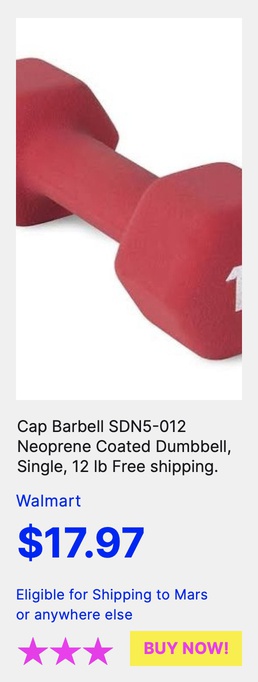 1
Cap Barbell SDN5-012
Neoprene Coated Dumbbell,
Single, 12 lb Free shipping.
Walmart
$17.97
Eligible for Shipping to Mars
or anywhere else
BUY NOW!